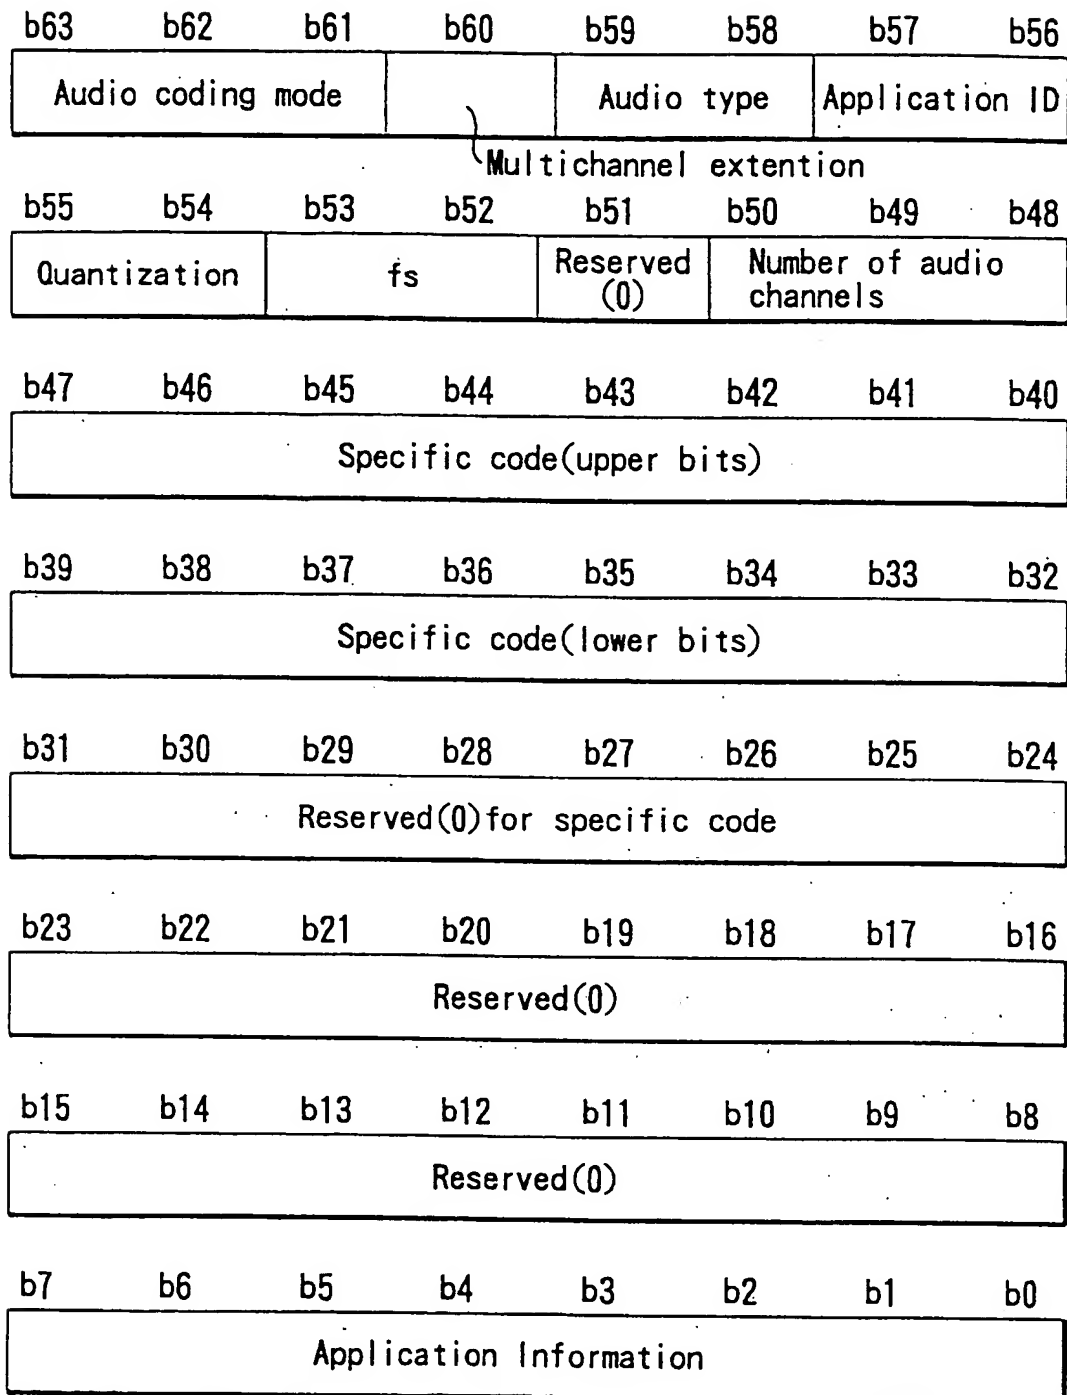 b63 b62 b61 b60 b59 b58 b57 b56
Audio coding mode Audio type Application ID
Multichannel extention
b55 b54 b53 b52 b51 b50 b49 b48
Quantization fs Reserved Number of audio
(0) channels
b47 b46 b45 b44 b43 b42 b41 b40
Specific code(upper bits)
b39 b38 b37 b36 b35 b34 b33 b32
Specific code(lower bits)
b31 b30 b29 b28 b27 b26 b25 b24
Reserved(0)for specific code
b23 b22 b21 b20 b19 b18 b17 b16
Reserved(0)
b15 b14 b13 b12 b11 b10 b9 b8
Reserved(0)
b7 b6 b5 b4 b3 b2 b1 b0
Application Information